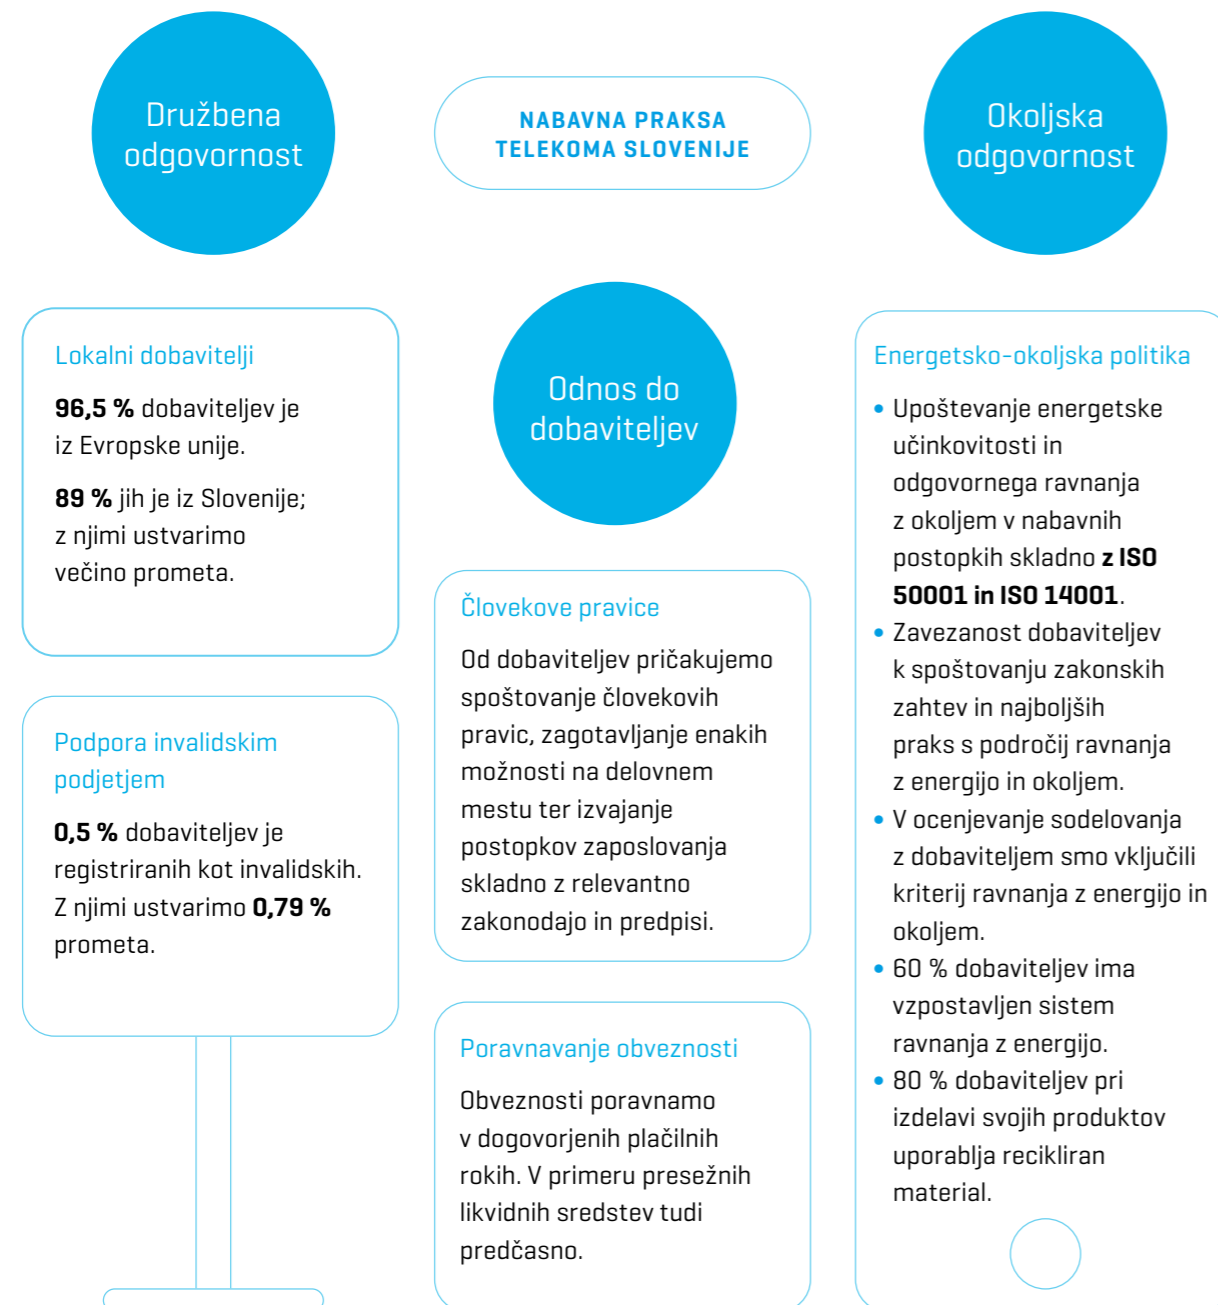 Družbena
odgovornost
NABAVNA PRAKSA
TELEKOMA SLOVENIJE
Okoljska
odgovornost
Lokalni dobavitelji
96,5 % dobaviteljev je
iz Evropske unije.
89 % jih je iz Slovenije;
z njimi ustvarimo
večino prometa.
Podpora invalidskim
podjetjem
0,5 % dobaviteljev je
registriranih kot invalidskih.
Z njimi ustvarimo 0,79 %
prometa.
Odnos do
dobaviteljev
Človekove pravice
Od dobaviteljev pričakujemo
spoštovanje človekovih
pravic, zagotavljanje enakih
možnosti na delovnem
mestu ter izvajanje
postopkov zaposlovanja
skladno z relevantno
zakonodajo in predpisi.
Poravnavanje obveznosti
Obveznosti poravnamo
v dogovorjenih plačilnih
rokih. V primeru presežnih
likvidnih sredstev tudi
predčasno.
Energetsko-okoljska politika
• Upoštevanje energetske
učinkovitosti in
odgovornega ravnanja
z okoljem v nabavnih
postopkih skladno z ISO
50001 in ISO 14001.
• Zavezanost dobaviteljev
k spoštovanju zakonskih
zahtev in najboljših
praks s področij ravnanja
z energijo in okoljem.
• V ocenjevanje sodelovanja
z dobaviteljem smo vključili
kriterij ravnanja z energijo in
okoljem.
• 60 % dobaviteljev ima
vzpostavljen sistem
ravnanja z energijo.
• 80 % dobaviteljev pri
izdelavi svojih produktov
uporablja recikliran
material.